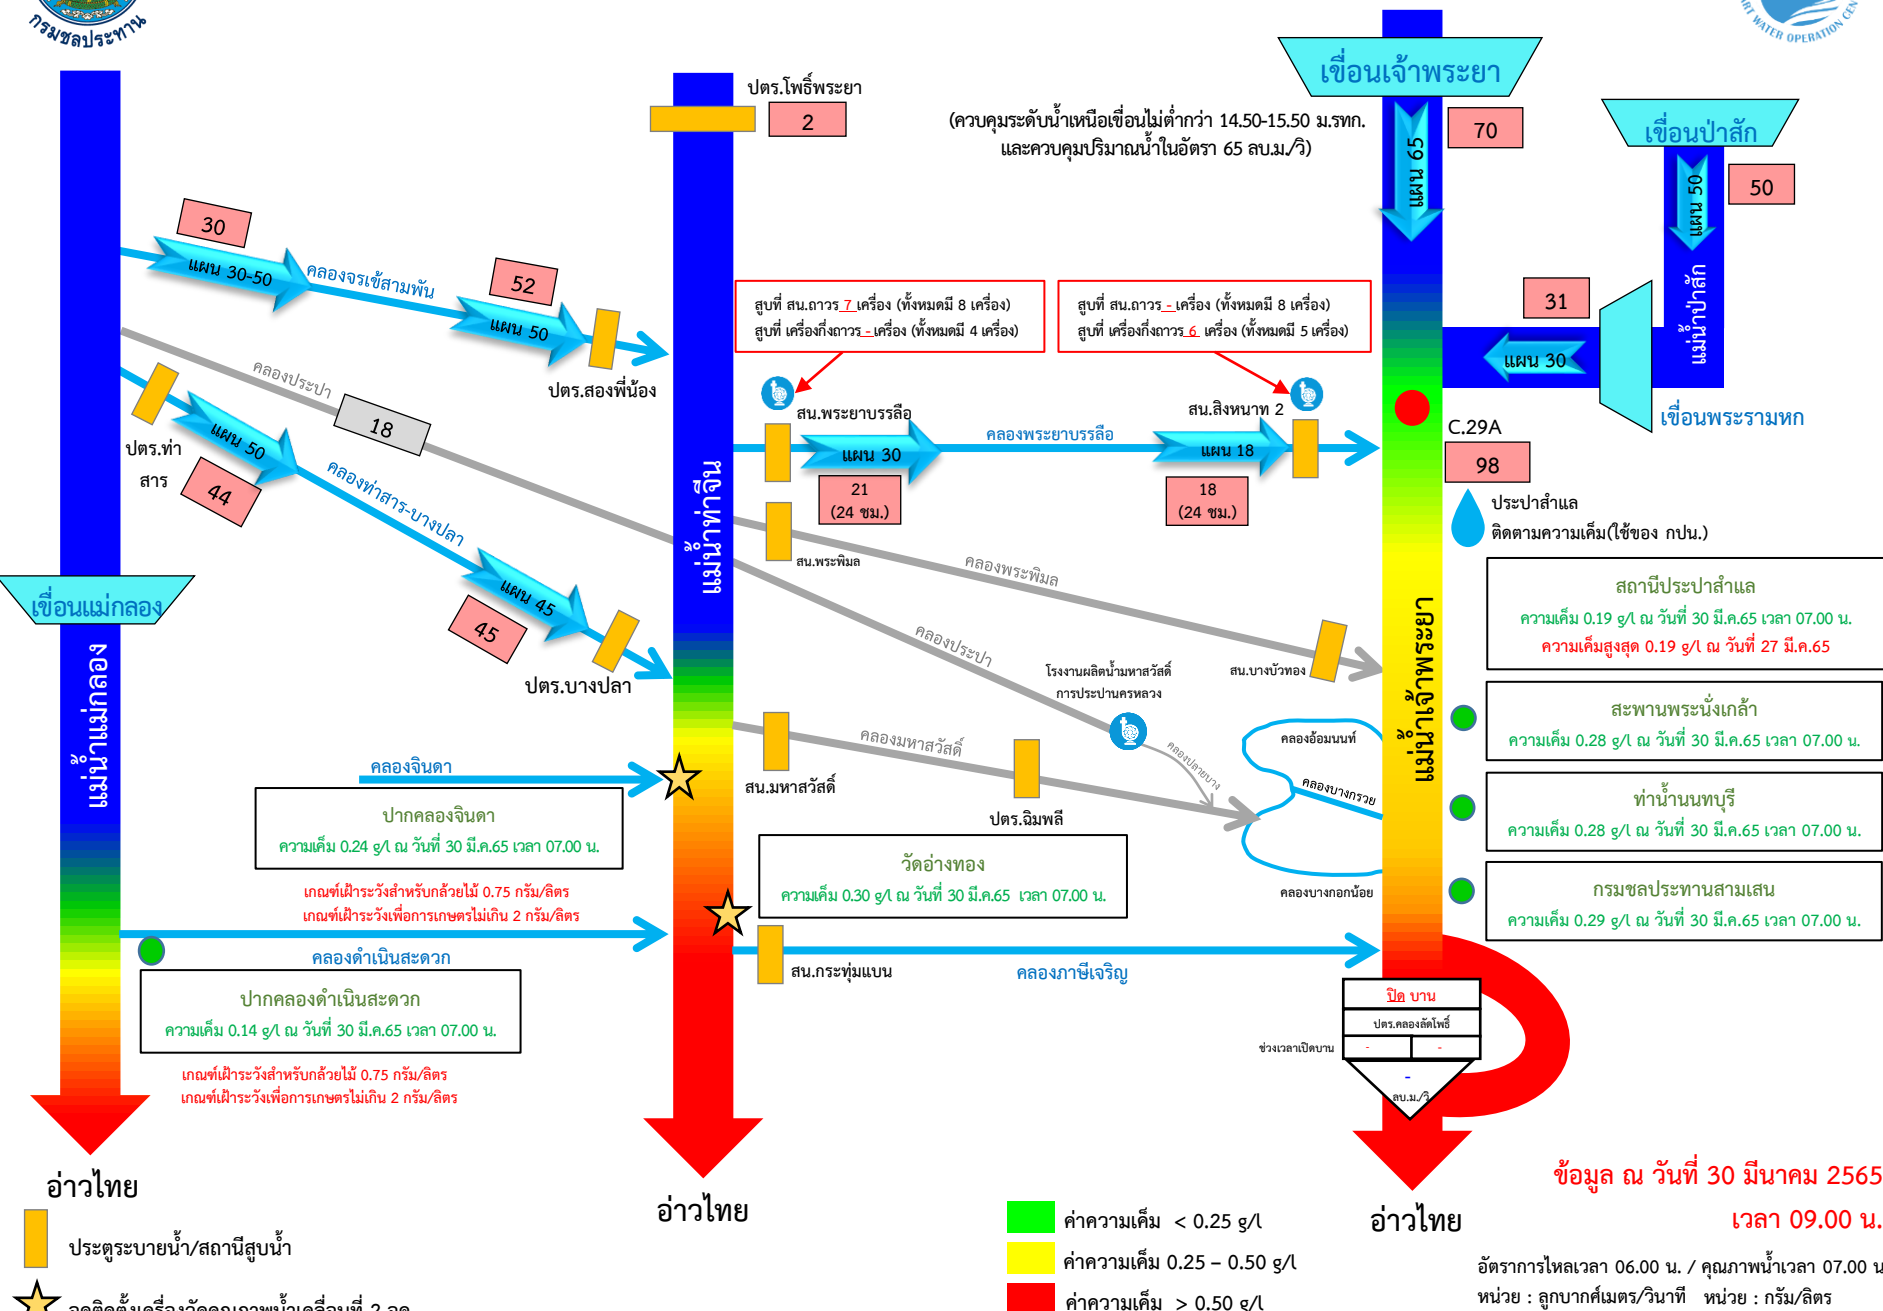 กรมชลประทาน
ปตร.โพธิ์พระยา
2
(ควบคุมระดับน้ำเหนือเขื่อนไม่ต่ำกว่า 14.50-15.50 ม.รทก.
และควบคุมปริมาณน้ำในอัตรา 65 ลบ.ม./วิ)
เขื่อนเจ้าพระยา
แผน 65
70
เขื่อนป่าสัก
แผน 50
50
แม่น้ำป่าสัก
31
แผน 30
เขื่อนพระรามหก
30
แผน 30-50
คลองจรเข้สามพัน
52
แผน 50
ปตร.สองพี่น้อง
คลองประปา
18
ปตร.ท่า
สาร
แผน 50
44
คลองท่าสาร-บางปลา
แผน 45
45
ปตร.บางปลา
เขื่อนแม่กลอง
แม่น้ำแม่กลอง
แม่น้ำท่าจีน
สูบที่ สน.ถาวร 7 เครื่อง (ทั้งหมดมี 8 เครื่อง)
สูบที่ เครื่องกึ่งถาวร - เครื่อง (ทั้งหมดมี 4 เครื่อง)
สูบที่ สน.ถาวร - เครื่อง (ทั้งหมดมี 8 เครื่อง)
สูบที่ เครื่องกึ่งถาวร 6 เครื่อง (ทั้งหมดมี 5 เครื่อง)
สน.พระยาบรรลือ
แผน 30
21
(24 ชม.)
คลองพระยาบรรลือ
สน.สิงหนาท 2
แผน 18
18
(24 ชม.)
C.29A
98
ประปาสำแล
ติดตามความเค็ม(ใช้ของ กปน.)
สน.พระพิมล
คลองพระพิมล
สน.บางบัวทอง
คลองประปา
โรงงานผลิตน้ำมหาสวัสดิ์
การประปานครหลวง
คลองปลายบาง
คลองมหาสวัสดิ์
สน.มหาสวัสดิ์
ปตร.ฉิมพลี
คลองอ้อมนนท์
คลองบางกรวย
คลองบางกอกน้อย
แม่น้ำเจ้าพระยา
สถานีประปาสำแล
ความเค็ม 0.19 g/l ณ วันที่ 30 มี.ค.65 เวลา 07.00 น.
ความเค็มสูงสุด 0.19 g/l ณ วันที่ 27 มี.ค.65
สะพานพระนั่งเกล้า
ความเค็ม 0.28 g/l ณ วันที่ 30 มี.ค.65 เวลา 07.00 น.
ท่าน้ำนนทบุรี
ความเค็ม 0.28 g/l ณ วันที่ 30 มี.ค.65 เวลา 07.00 น.
กรมชลประทานสามเสน
ความเค็ม 0.29 g/l ณ วันที่ 30 มี.ค.65 เวลา 07.00 น.
คลองจินดา
ปากคลองจินดา
ความเค็ม 0.24 g/l ณ วันที่ 30 มี.ค.65 เวลา 07.00 น.
เกณฑ์เฝ้าระวังสำหรับกล้วยไม้ 0.75 กรัม/ลิตร
เกณฑ์เฝ้าระวังเพื่อการเกษตรไม่เกิน 2 กรัม/ลิตร
วัดอ่างทอง
ความเค็ม 0.30 g/l ณ วันที่ 30 มี.ค.65 เวลา 07.00 น.
คลองดำเนินสะดวก
ปากคลองดำเนินสะดวก
ความเค็ม 0.14 g/l ณ วันที่ 30 มี.ค.65 เวลา 07.00 น.
เกณฑ์เฝ้าระวังสำหรับกล้วยไม้ 0.75 กรัม/ลิตร
เกณฑ์เฝ้าระวังเพื่อการเกษตรไม่เกิน 2 กรัม/ลิตร
สน.กระทุ่มแบน
คลองภาษีเจริญ
ปิด บาน
ปตร.คลองลัดโพธิ์
ช่วงเวลาเปิดบาน
- -
-
ลบ.ม./วิ
อ่าวไทย
อ่าวไทย
อ่าวไทย
ข้อมูล ณ วันที่ 30 มีนาคม 2565
เวลา 09.00 น.
อัตราการไหลเวลา 06.00 น. / คุณภาพน้ำเวลา 07.00 น
หน่วย : ลูกบากศ์เมตร/วินาที หน่วย : กรัม/ลิตร
ประตูระบายน้ำ/สถานีสูบน้ำ
จุดติดตั้งเครื่องวัดคุณภาพน้ำเคลื่อนที่ 2 จุด
ค่าความเค็ม < 0.25 g/l
ค่าความเค็ม 0.25 – 0.50 g/l
ค่าความเค็ม > 0.50 g/l